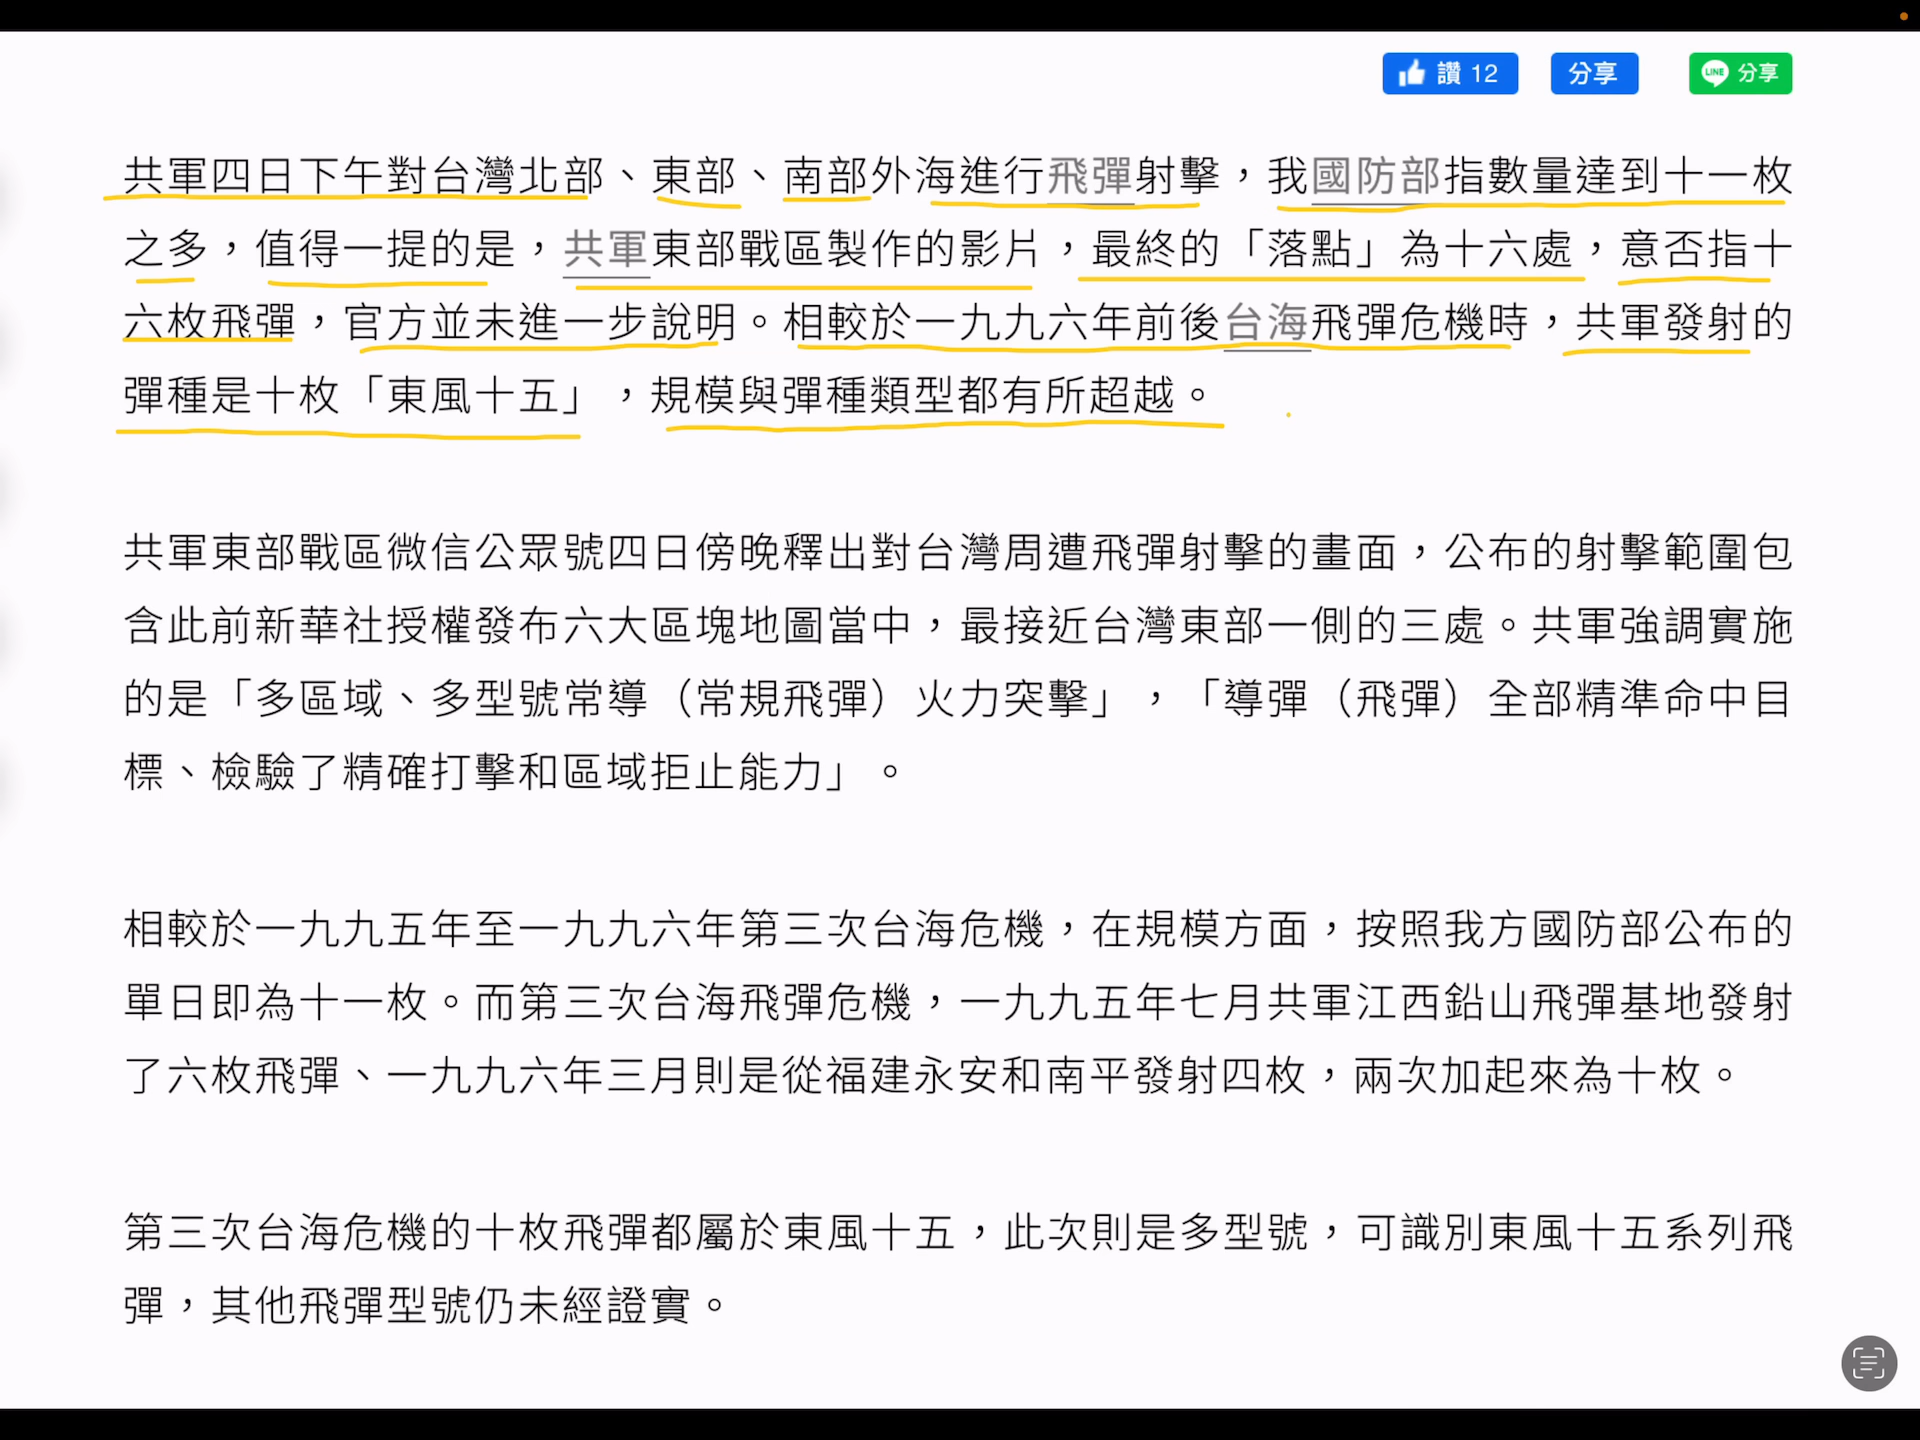 讚 12
分享
LINE 分享
共軍四日下午對台灣北部、東部、南部外海進行飛彈射擊，我國防部指數量達到十一枚
之多，值得一提的是，共軍東部戰區製作的影片，最終的「落點」為十六處，意否指十
六枚飛彈，官方並未進一步說明。相較於一九九六年前後台海飛彈危機時，共軍發射的
彈種是十枚「東風十五」，規模與彈種類型都有所超越。
共軍東部戰區微信公眾號四日傍晚釋出對台灣周遭飛彈射擊的畫面，公布的射擊範圍包
含此前新華社授權發布六大區塊地圖當中，最接近台灣東部一側的三處。共軍強調實施
的是「多區域、多型號常導（常規飛彈）火力突擊」，「導彈（飛彈）全部精準命中目
標、檢驗了精確打擊和區域拒止能力」。
相較於一九九五年至一九九六年第三次台海危機，在規模方面，按照我方國防部公布的
單日即為十一枚。而第三次台海飛彈危機，一九九五年七月共軍江西鉛山飛彈基地發射
了六枚飛彈、一九九六年三月則是從福建永安和南平發射四枚，兩次加起來為十枚。
第三次台海危機的十枚飛彈都屬於東風十五，此次則是多型號，可識別東風十五系列飛
彈，其他飛彈型號仍未經證實。